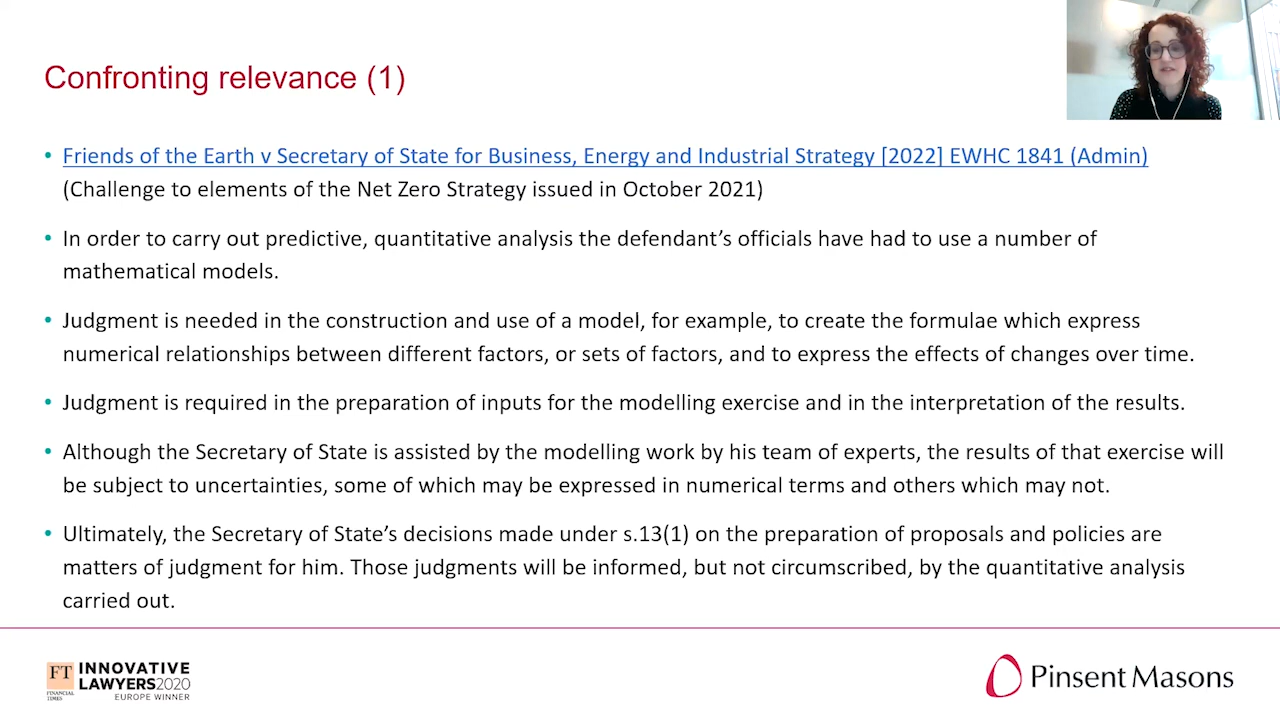 Confronting relevance (1)
• Friends of the Earth v Secretary of State for Business, Energy and Industrial Strategy [2022] EWHC 1841 (Admin)
(Challenge to elements of the Net Zero Strategy issued in October 2021)
• In order to carry out predictive, quantitative analysis the defendant’s officials have had to use a number of
mathematical models.
• Judgment is needed in the construction and use of a model, for example, to create the formulae which express
numerical relationships between different factors, or sets of factors, and to express the effects of changes over time.
• Judgment is required in the preparation of inputs for the modelling exercise and in the interpretation of the results.
• Although the Secretary of State is assisted by the modelling work by his team of experts, the results of that exercise will
be subject to uncertainties, some of which may be expressed in numerical terms and others which may not.
• Ultimately, the Secretary of State’s decisions made under s.13(1) on the preparation of proposals and policies are
matters of judgment for him. Those judgments will be informed, but not circumscribed, by the quantitative analysis
carried out.
FT
FINANCIAL
TIMES
INNOVATIVE
LAWYERS2020
EUROPE WINNER
Pinsent Masons